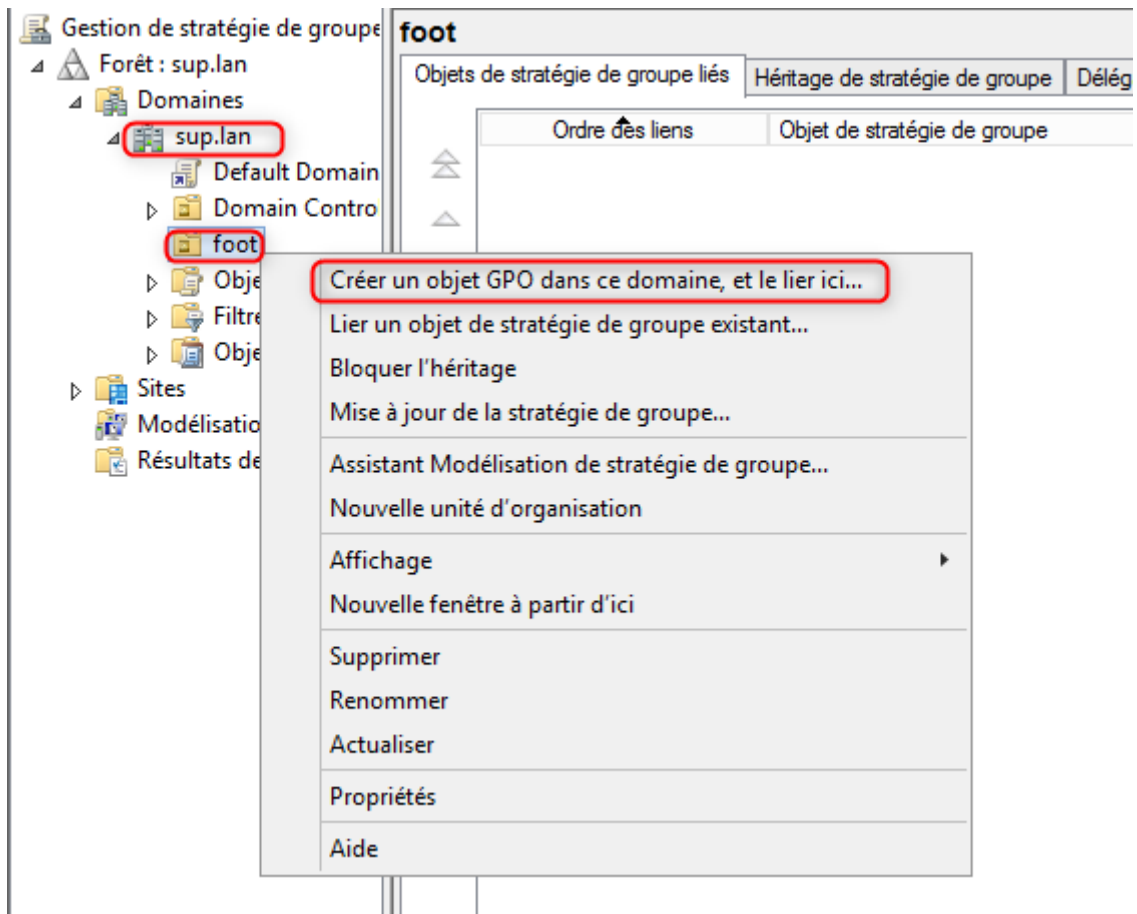 Gestion de stratégie de groupe
Forêt : sup.lan
Domaines
sup.lan
Default Domain
Domain Contro
foot
Obje
Filtre
Obje
Sites
Modélisatio
Résultats de
foot
Objets de stratégie de groupe liés
Héritage de stratégie de groupe
Délég
Ordre des liens
Objet de stratégie de groupe
Créer un objet GPO dans ce domaine, et le lier ici...
Lier un objet de stratégie de groupe existant...
Bloquer l'héritage
Mise à jour de la stratégie de groupe...
Assistant Modélisation de stratégie de groupe...
Nouvelle unité d'organisation
Affichage
Nouvelle fenêtre à partir d'ici
Supprimer
Renommer
Actualiser
Propriétés
Aide